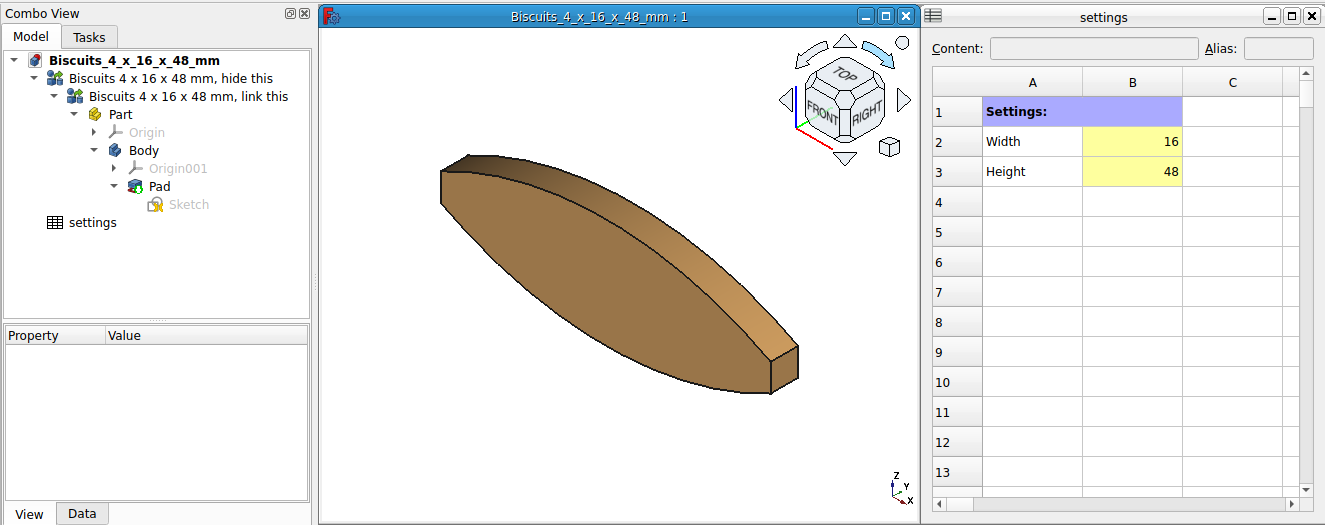 Combo View
Model
Tasks
Biscuits_4_x_16_x_48_mm
Biscuits 4 x 16 x 48 mm, hide this
Biscuits 4 x 16 x 48 mm, link this
Part
Origin
Body
Origin001
Pad
Sketch
settings
Property
Value
View
Data
Biscuits_4_x_16_x_48_mm : 1
TOP
FRONT
RIGHT
Z
Y
X
settings
Content:
Alias:
A B C
1 Settings:
2 Width 16
3 Height 48
4
5
6
7
8
9
10
11
12
13